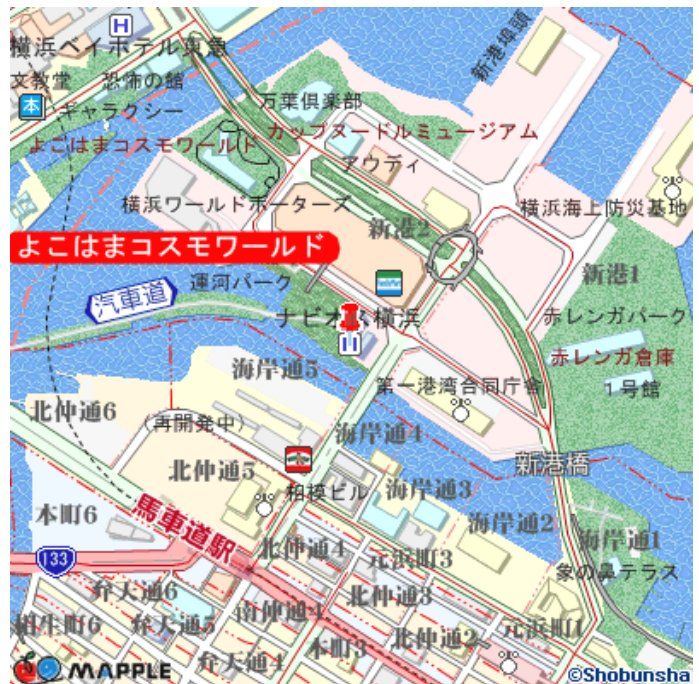 H
横浜ベイホテル東急
文教堂
恐怖の館
本
ギャラクシー
万葉倶楽部
新港埠頭
カップヌードルミュージアム
よこはまコスモワールド
アウディ
横浜ワールドポーターズ
新港2
横浜海上防災基地
よこはまコスモワールド
運河パーク
新港1
汽車道
ナビオス横浜
赤レンガパーク
H
赤レンガ倉庫
海岸通5
第一港湾合同庁舎
1号館
北仲通6
(再開発中)
海岸通4
新港橋
北仲通5
相模ビル
海岸通3
本町6
馬車道駅
海岸通2
海岸通1
133
北仲通4
元浜町3
象の鼻テラス
弁天通6
南仲通4
北仲通3
相生町6
弁天通5
北仲通2
元浜町1
弁天通4
本町3
MAPPLE
©Shobunsha